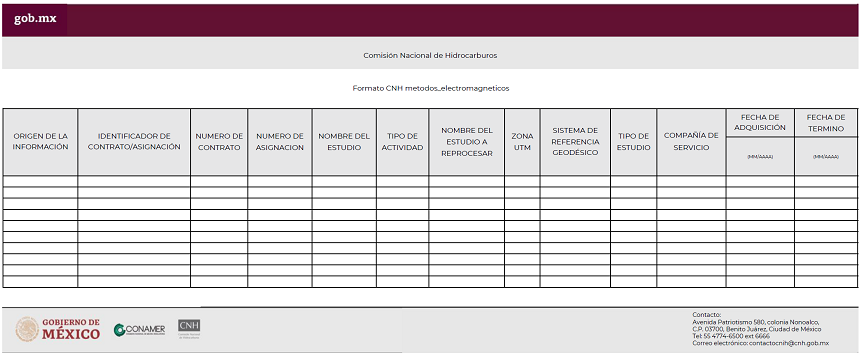 gob.mx
Comisión Nacional de Hidrocarburos
Formato CNH metodos_electromagneticos
ORIGEN DE LA
INFORMACIÓN
IDENTIFICADOR DE
CONTRATO/ASIGNACIÓN
NUMERO DE
CONTRATO
NUMERO DE
ASIGNACION
NOMBRE DEL
ESTUDIO
TIPO DE
ACTIVIDAD
NOMBRE DEL
ESTUDIO A
REPROCESAR
ZONA
UTM
SISTEMA DE
REFERENCIA
GEODÉSICO
TIPO DE
ESTUDIO
COMPAÑÍA DE
SERVICIO
FECHA DE
ADQUISICIÓN
(MM/AAAA)
FECHA DE
TERMINO
(MM/AAAA)
GOBIERNO DE
MÉXICO
CONAMER
CNH
Contacto:
Avenida Patriotismo 580, colonia Nonoalco,
C.P. 03700, Benito Juárez, Ciudad de México
Tel: 55 4774-6500 ext 6666
Correo electrónico: contactocnih@cnh.gob.mx